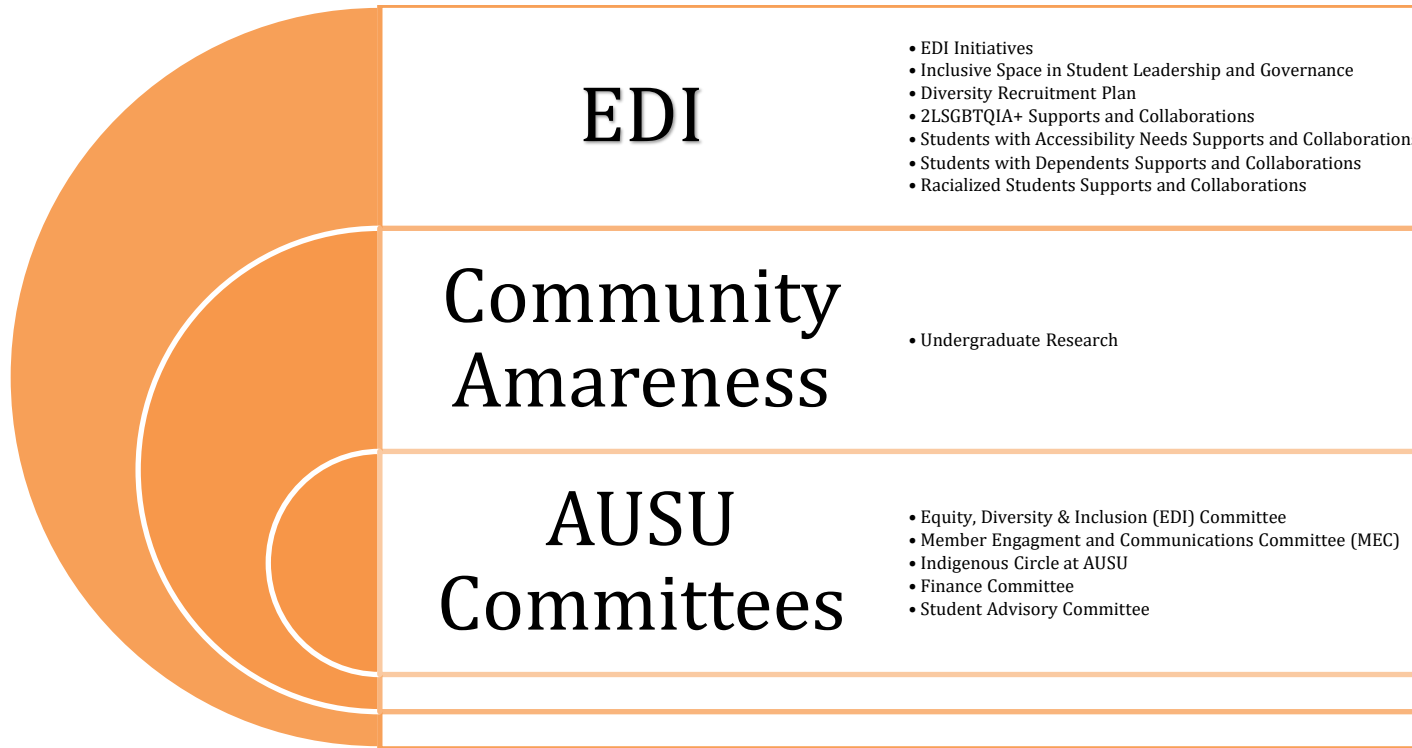 EDI
• EDI Initiatives
• Inclusive Space in Student Leadership and Governance
• Diversity Recruitment Plan
• 2LSGBTQIA+ Supports and Collaborations
• Students with Accessibility Needs Supports and Collaborations
• Students with Dependents Supports and Collaborations
• Racialized Students Supports and Collaborations
Community
Amareness
• Undergraduate Research
AUSU
Committees
• Equity, Diversity & Inclusion (EDI) Committee
• Member Engagment and Communications Committee (MEC)
• Indigenous Circle at AUSU
• Finance Committee
• Student Advisory Committee